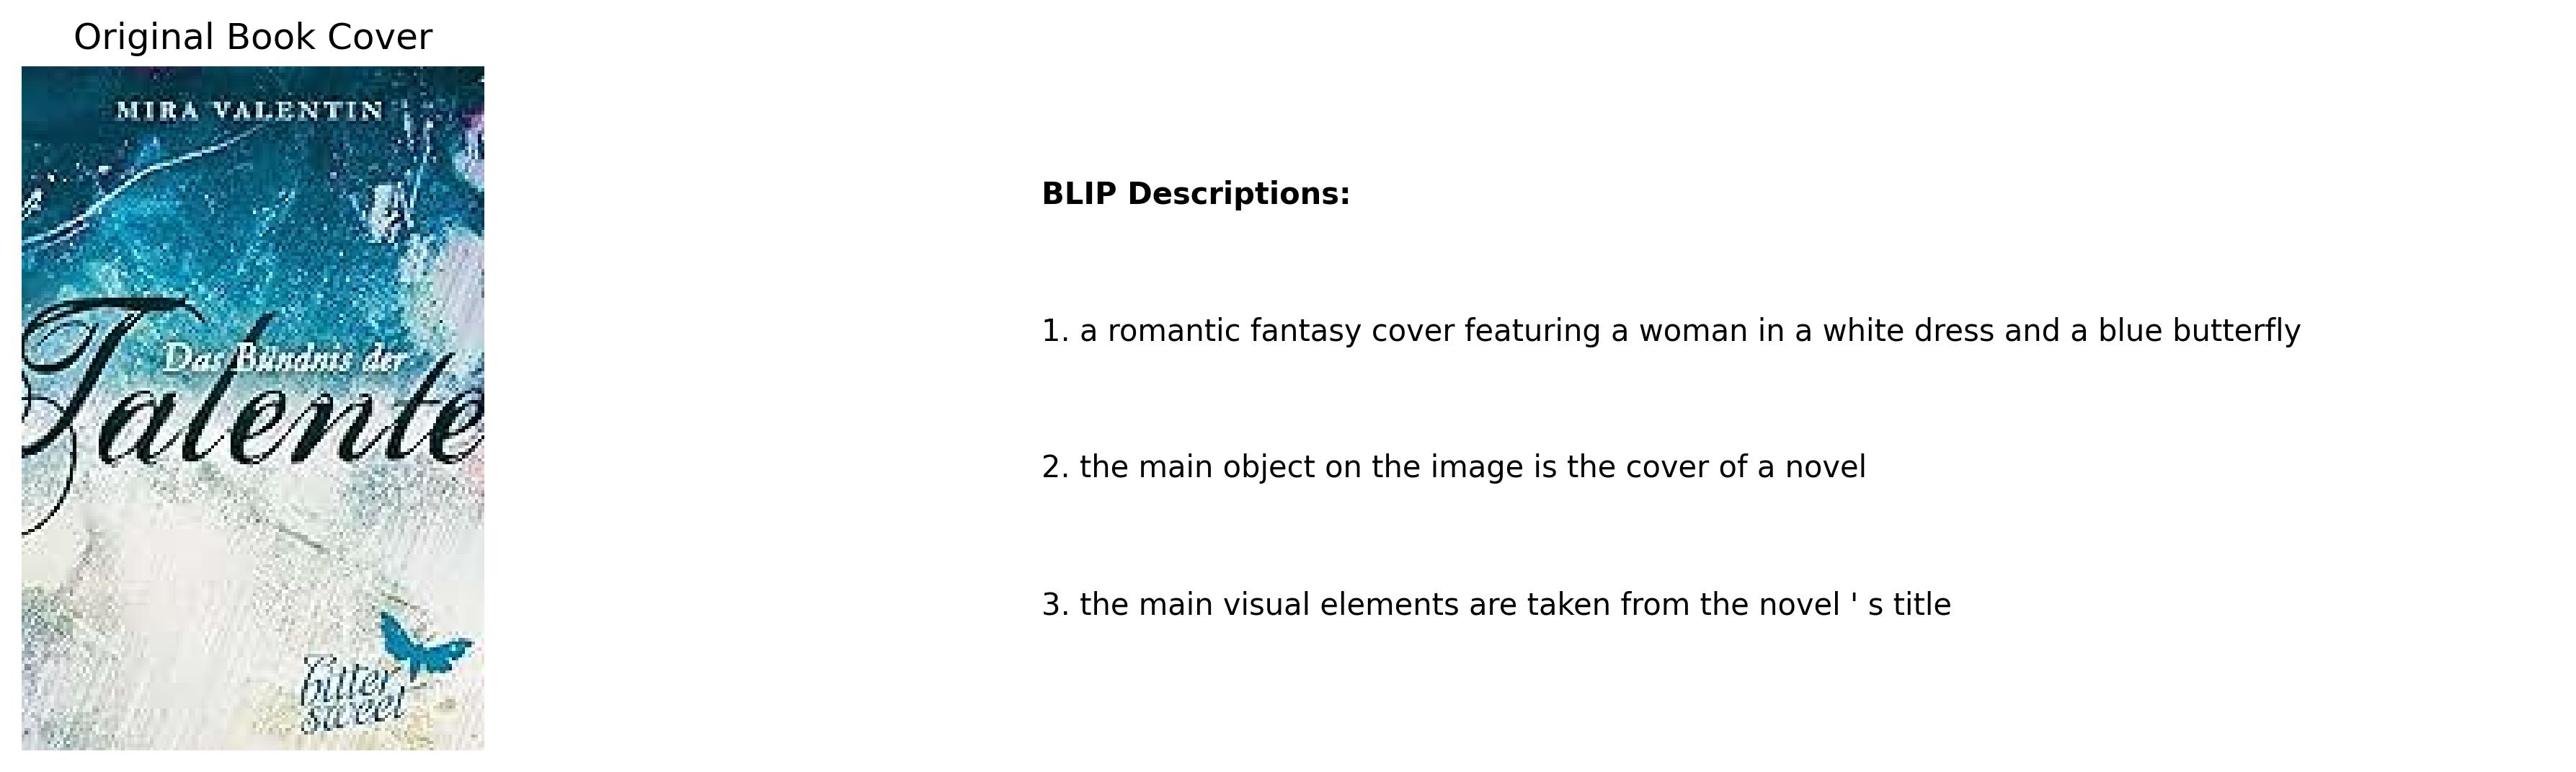 Original Book Cover
MIRA VALENTIN
Das Bündnis der
Talente
bitter
sweet
BLIP Descriptions:
1. a romantic fantasy cover featuring a woman in a white dress and a blue butterfly
2. the main object on the image is the cover of a novel
3. the main visual elements are taken from the novel ' s title